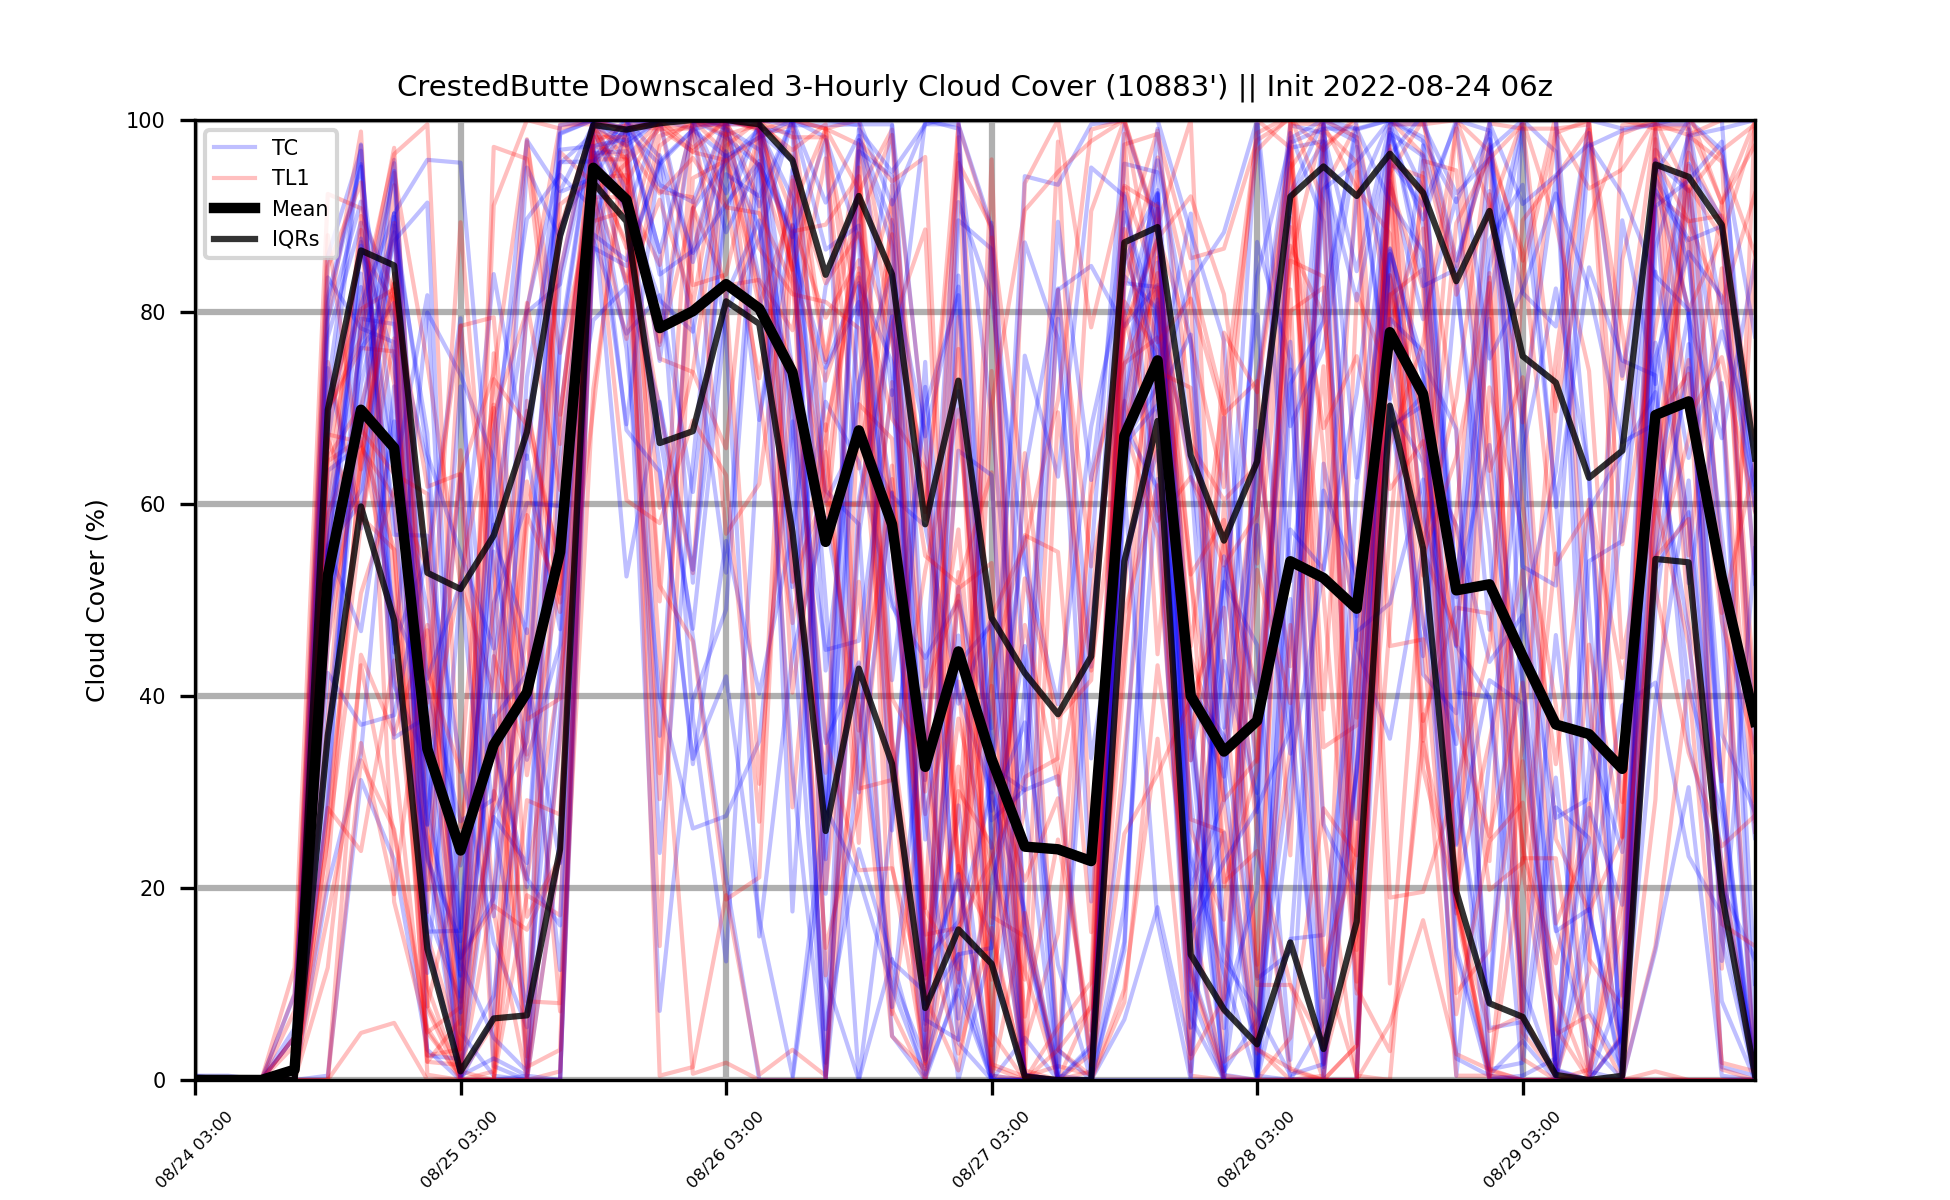 CrestedButte Downscaled 3-Hourly Cloud Cover (10883') || Init 2022-08-24 06z
100
80
60
40
20
0
Cloud Cover (%)
TC
TL1
Mean
IQRs
08/24 03:00
08/25 03:00
08/26 03:00
08/27 03:00
08/28 03:00
08/29 03:00